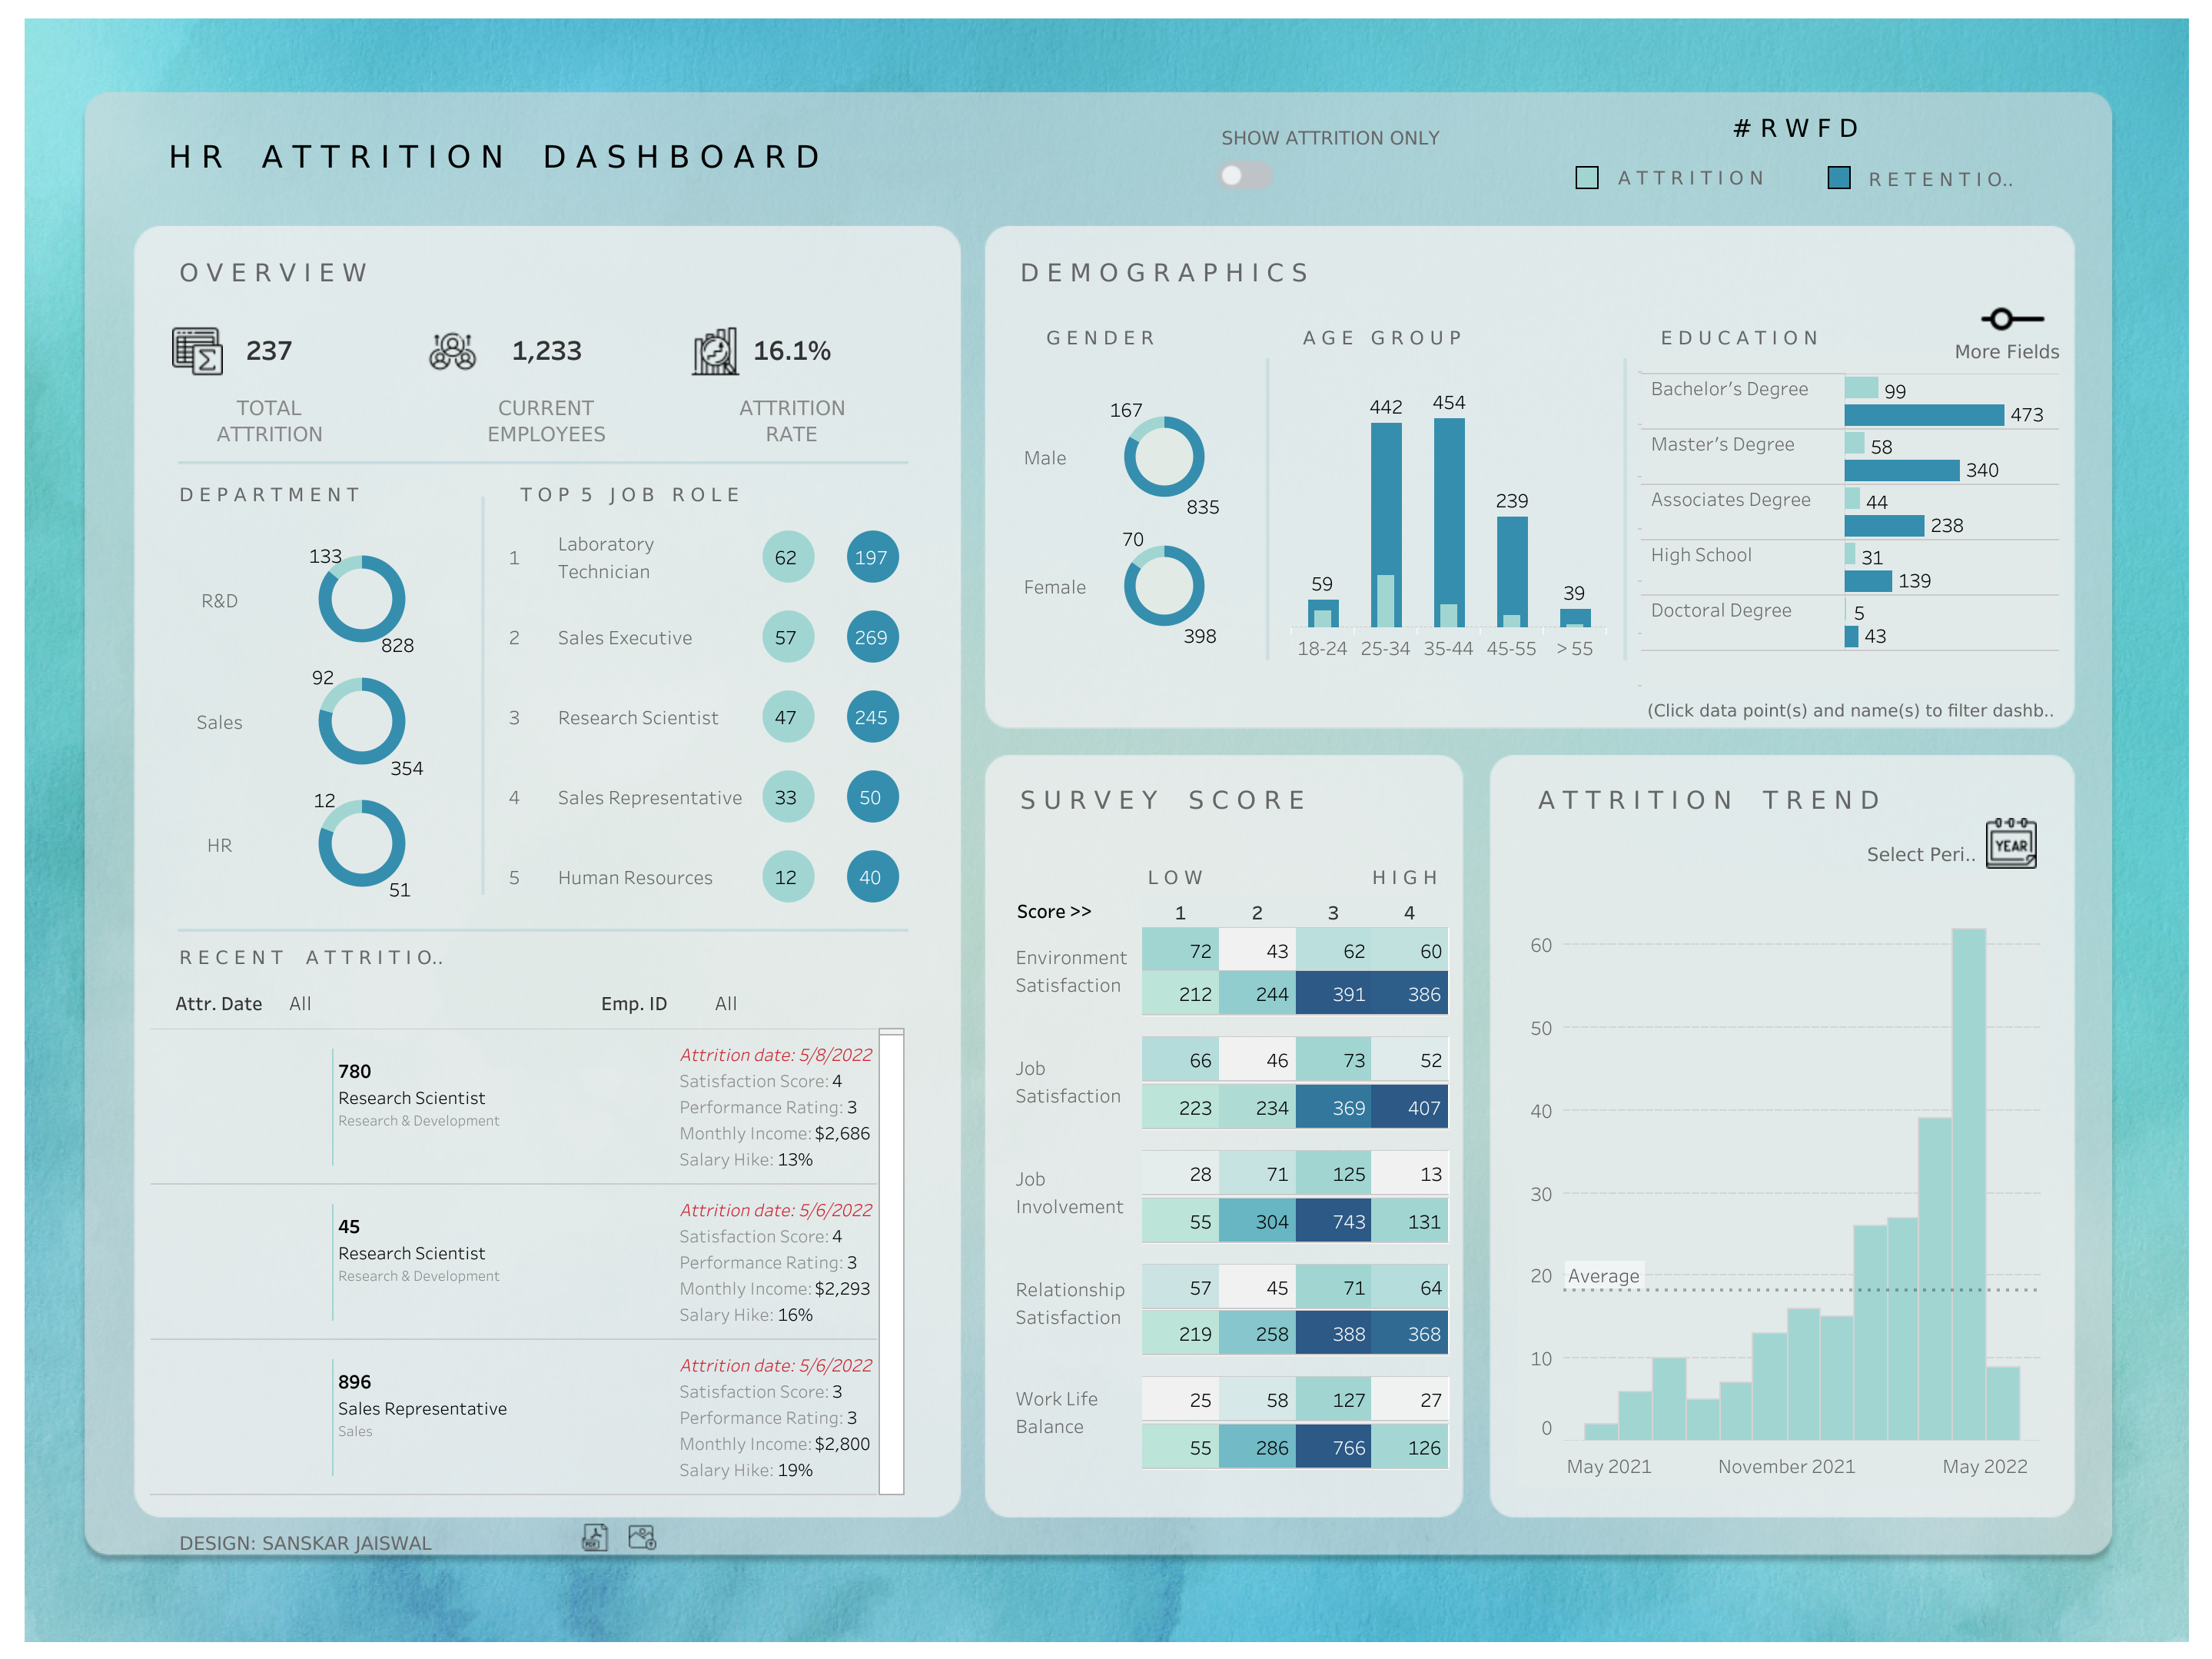 HR ATTRITION DASHBOARD
SHOW ATTRITION ONLY
#RWFD
ATTRITION
RETENTIO..
OVERVIEW
237
1,233
16.1%
TOTAL
ATTRITION
CURRENT
EMPLOYEES
ATTRITION
RATE
DEPARTMENT
R&D
133
828
Sales
92
354
HR
12
51
TOP 5 JOB ROLE
1 Laboratory
Technician 62 197
2 Sales Executive 57 269
3 Research Scientist 47 245
4 Sales Representative 33 50
5 Human Resources 12 40
RECENT ATTRITIO..
Attr. Date All Emp. ID All
780
Research Scientist
Research & Development
Attrition date: 5/8/2022
Satisfaction Score: 4
Performance Rating: 3
Monthly Income: $2,686
Salary Hike: 13%
45
Research Scientist
Research & Development
Attrition date: 5/6/2022
Satisfaction Score: 4
Performance Rating: 3
Monthly Income: $2,293
Salary Hike: 16%
896
Sales Representative
Sales
Attrition date: 5/6/2022
Satisfaction Score: 3
Performance Rating: 3
Monthly Income: $2,800
Salary Hike: 19%
DEMOGRAPHICS
GENDER
Male
167
835
Female
70
398
AGE GROUP
59
442
454
239
39
18-24 25-34 35-44 45-55 > 55
EDUCATION
More Fields
Bachelor's Degree 99
473
Master's Degree 58
340
Associates Degree 44
238
High School 31
139
Doctoral Degree 5
43
(Click data point(s) and name(s) to filter dashb..
SURVEY SCORE
LOW HIGH
Score >> 1 2 3 4
Environment
Satisfaction
72 43 62 60
212 244 391 386
Job
Satisfaction
66 46 73 52
223 234 369 407
Job
Involvement
28 71 125 13
55 304 743 131
Relationship
Satisfaction
57 45 71 64
219 258 388 368
Work Life
Balance
25 58 127 27
55 286 766 126
ATTRITION TREND
Select Peri..
YEAR
60
50
40
30
20
Average
10
0
May 2021 November 2021 May 2022
DESIGN: SANSKAR JAISWAL
PDF